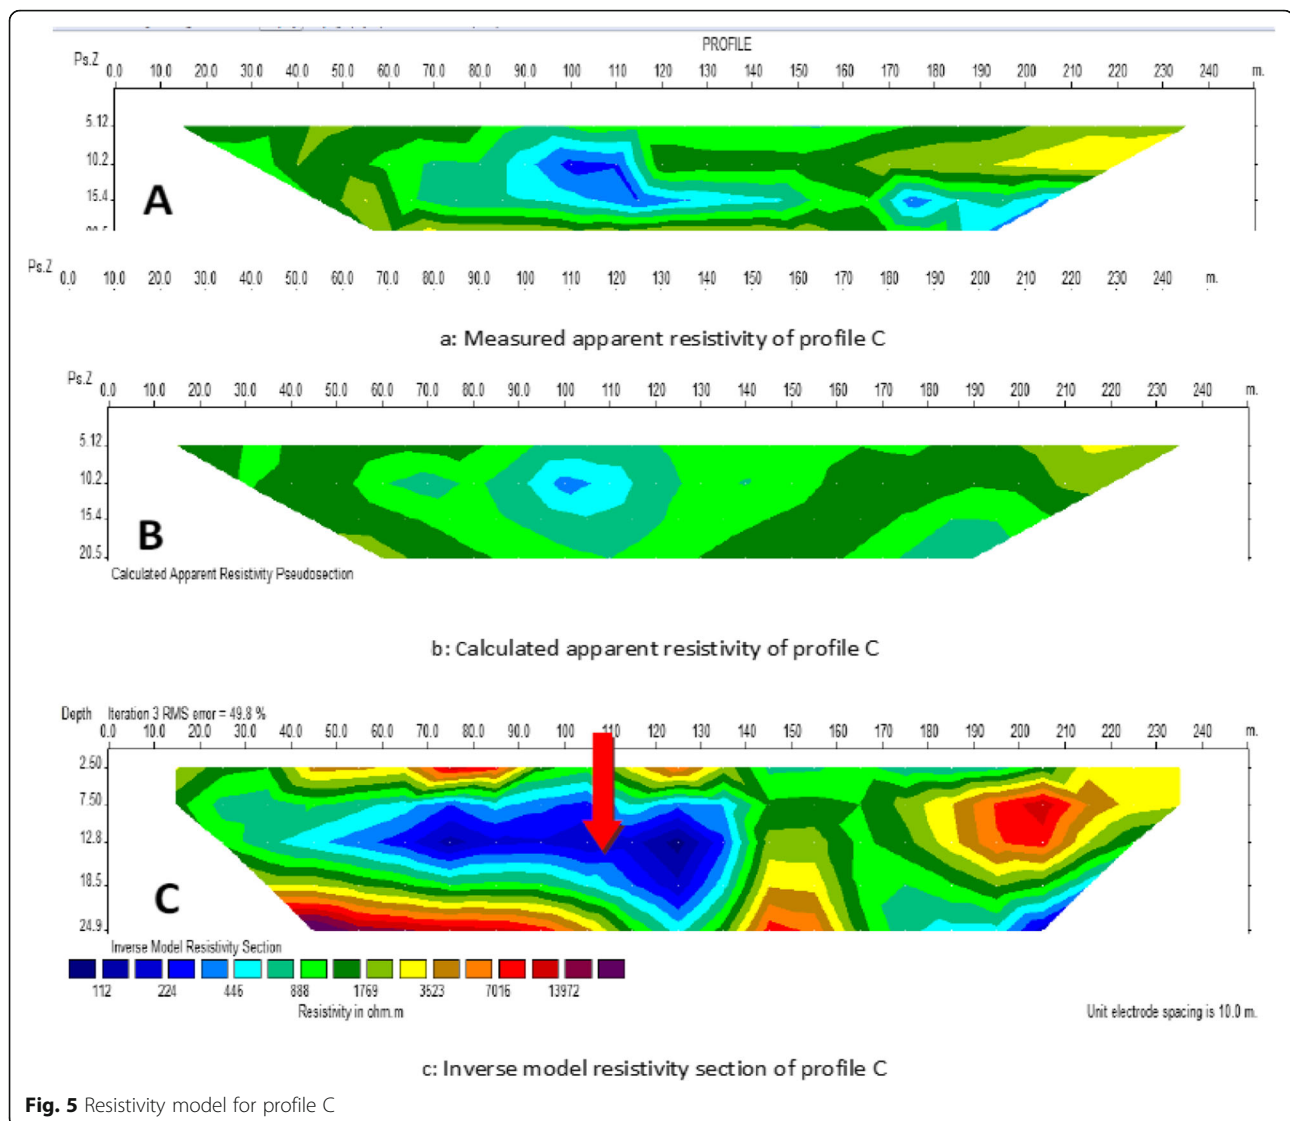 PROFILE
Ps.Z 0.0 10.0 20.0 30.0 40.0 50.0 60.0 70.0 80.0 90.0 100 110 120 130 140 150 160 170 180 190 200 210 220 230 240 m.
5.12
10.2
15.4
A
Ps.Z 0.0 10.0 20.0 30.0 40.0 50.0 60.0 70.0 80.0 90.0 100 110 120 130 140 150 160 170 180 190 200 210 220 230 240 m.
a: Measured apparent resistivity of profile C
Ps.Z 0.0 10.0 20.0 30.0 40.0 50.0 60.0 70.0 80.0 90.0 100 110 120 130 140 150 160 170 180 190 200 210 220 230 240 m.
5.12
10.2
15.4
20.5
B
Calculated Apparent Resistivity Pseudosection
b: Calculated apparent resistivity of profile C
Depth Iteration 3 RMS error = 49.8 %
0.0 10.0 20.0 30.0 40.0 50.0 60.0 70.0 80.0 90.0 100 110 120 130 140 150 160 170 180 190 200 210 220 230 240 m.
2.50
7.50
12.8
18.5
24.9
C
Inverse Model Resistivity Section
112 224 446 888 1769 3523 7016 13972
Resistivity in ohm.m
Unit electrode spacing is 10.0 m.
c: Inverse model resistivity section of profile C
Fig. 5 Resistivity model for profile C